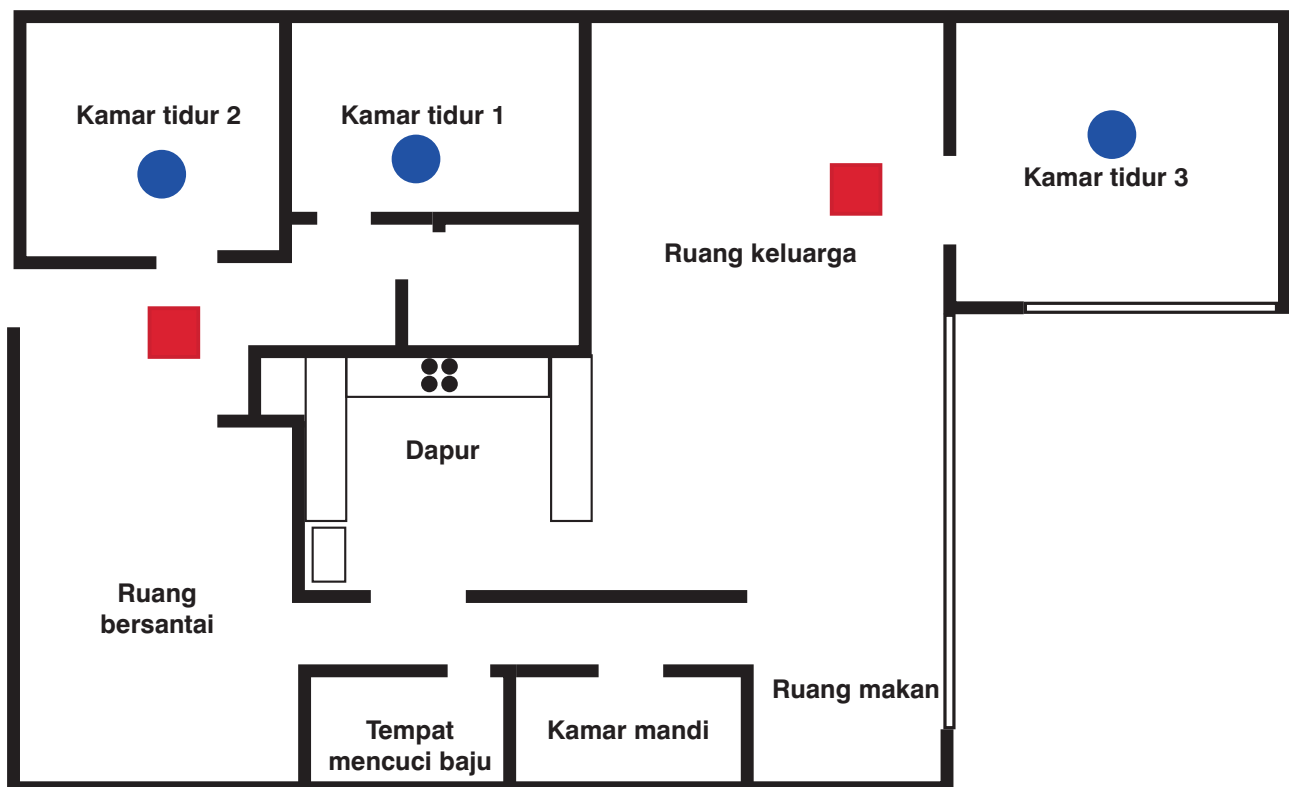 Kamar tidur 2
Kamar tidur 1
Kamar tidur 3
Ruang keluarga
Dapur
Ruang
bersantai
Ruang makan
Tempat
mencuci baju
Kamar mandi